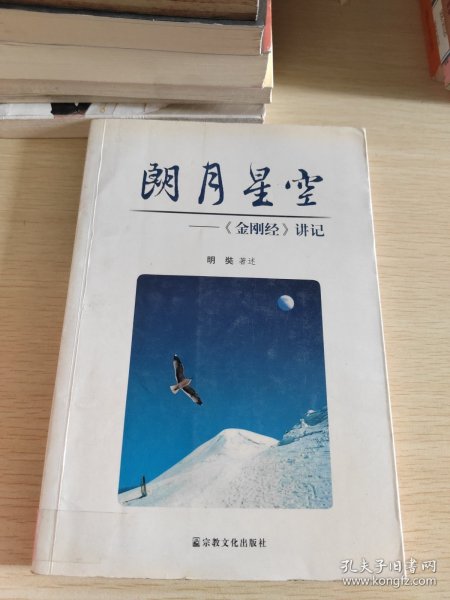 朗月星空
——《金刚经》讲记
明奘 著述
宗教文化出版社
孔夫子旧书网
www.kongfz.com